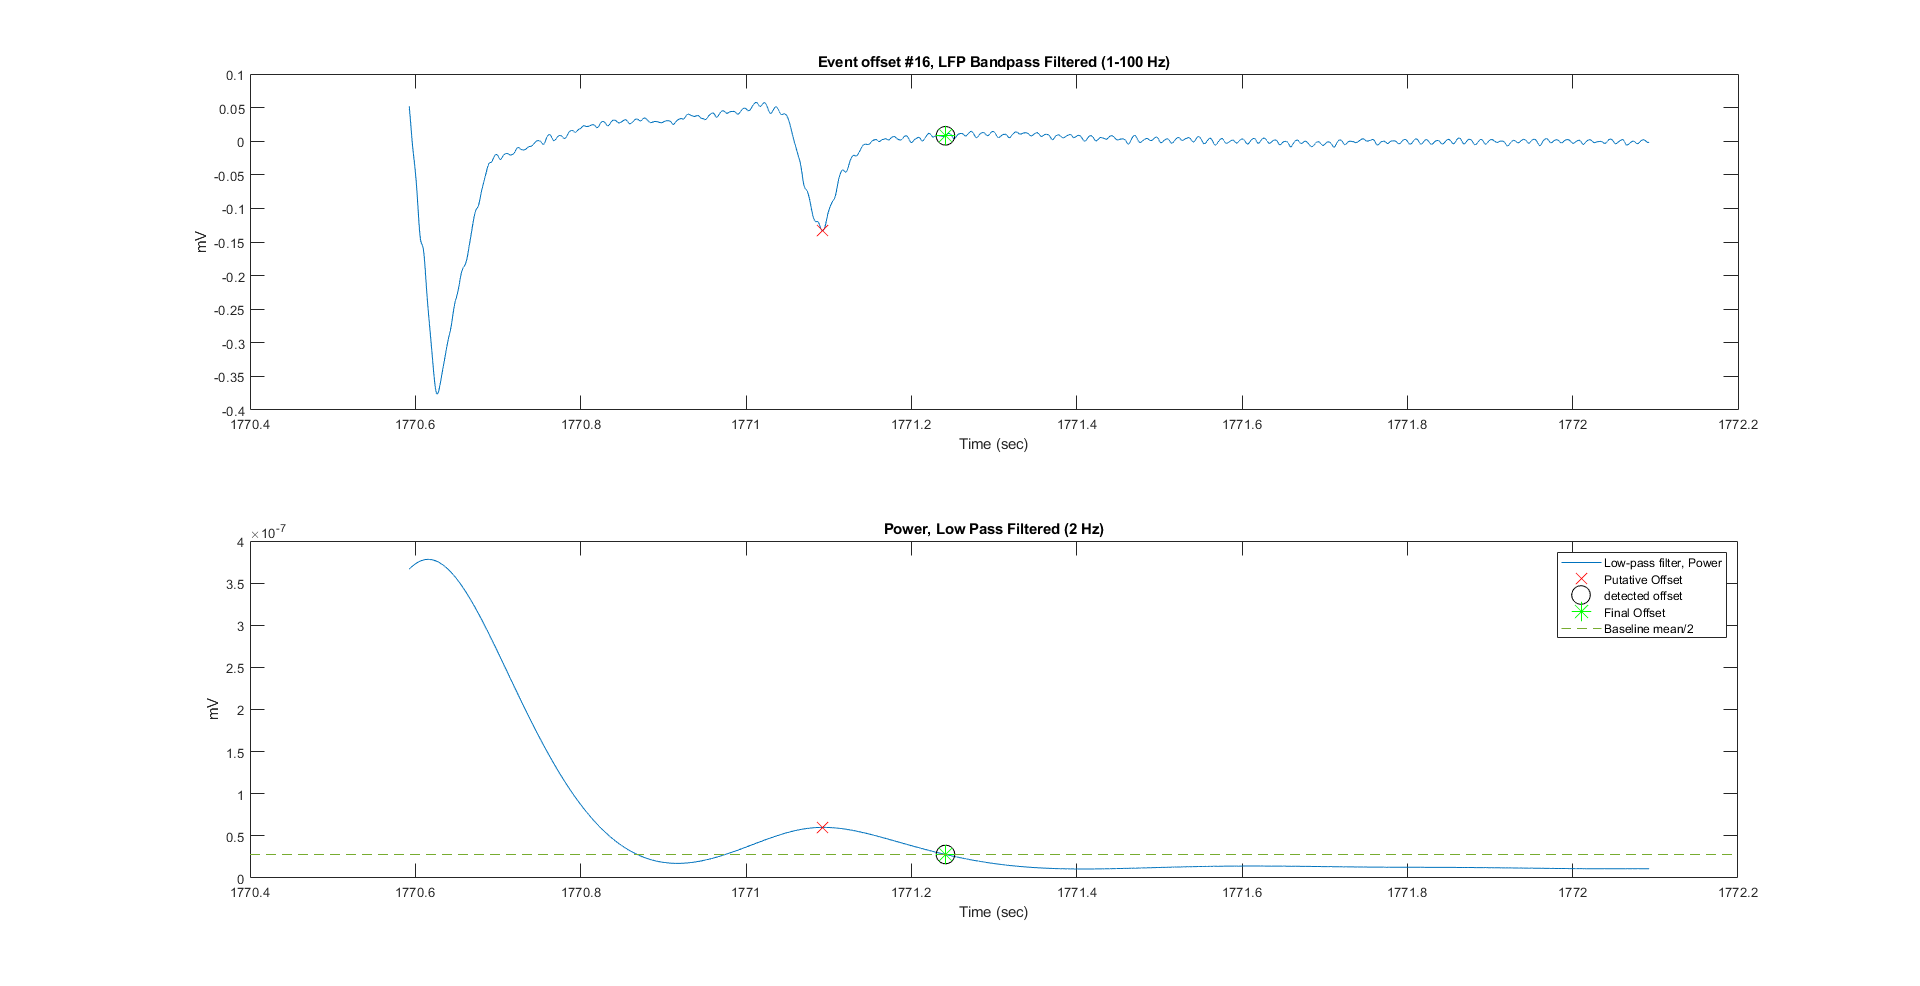 Event offset #16, LFP Bandpass Filtered (1-100 Hz)
0.1
0.05
0
-0.05
-0.1
-0.15
-0.2
-0.25
-0.3
-0.35
-0.4
mV
1770.4 1770.6 1770.8 1771 1771.2 1771.4 1771.6 1771.8 1772 1772.2
Time (sec)
Power, Low Pass Filtered (2 Hz)
×10-7
4
3.5
3
2.5
2
1.5
1
0.5
0
mV
Low-pass filter, Power
Putative Offset
detected offset
Final Offset
Baseline mean/2
1770.4 1770.6 1770.8 1771 1771.2 1771.4 1771.6 1771.8 1772 1772.2
Time (sec)